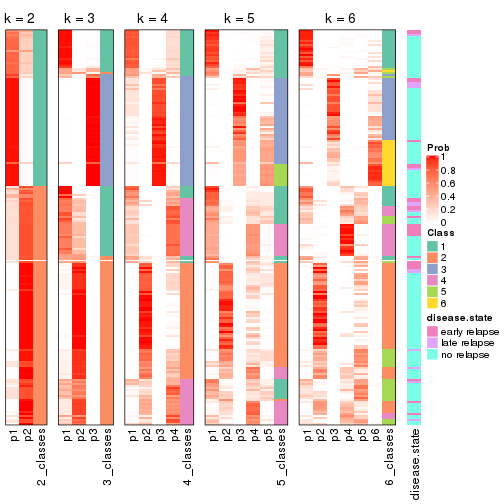 k = 2 k = 3 k = 4 k = 5 k = 6
Prob
1
0.8
0.6
0.4
0.2
0
Class
1
2
3
4
5
6
disease.state
early relapse
late relapse
no relapse
p1 p2 2_classes p1 p2 p3 3_classes p1 p2 p3 p4 4_classes p1 p2 p3 p4 p5 5_classes p1 p2 p3 p4 p5 p6 6_classes disease.state